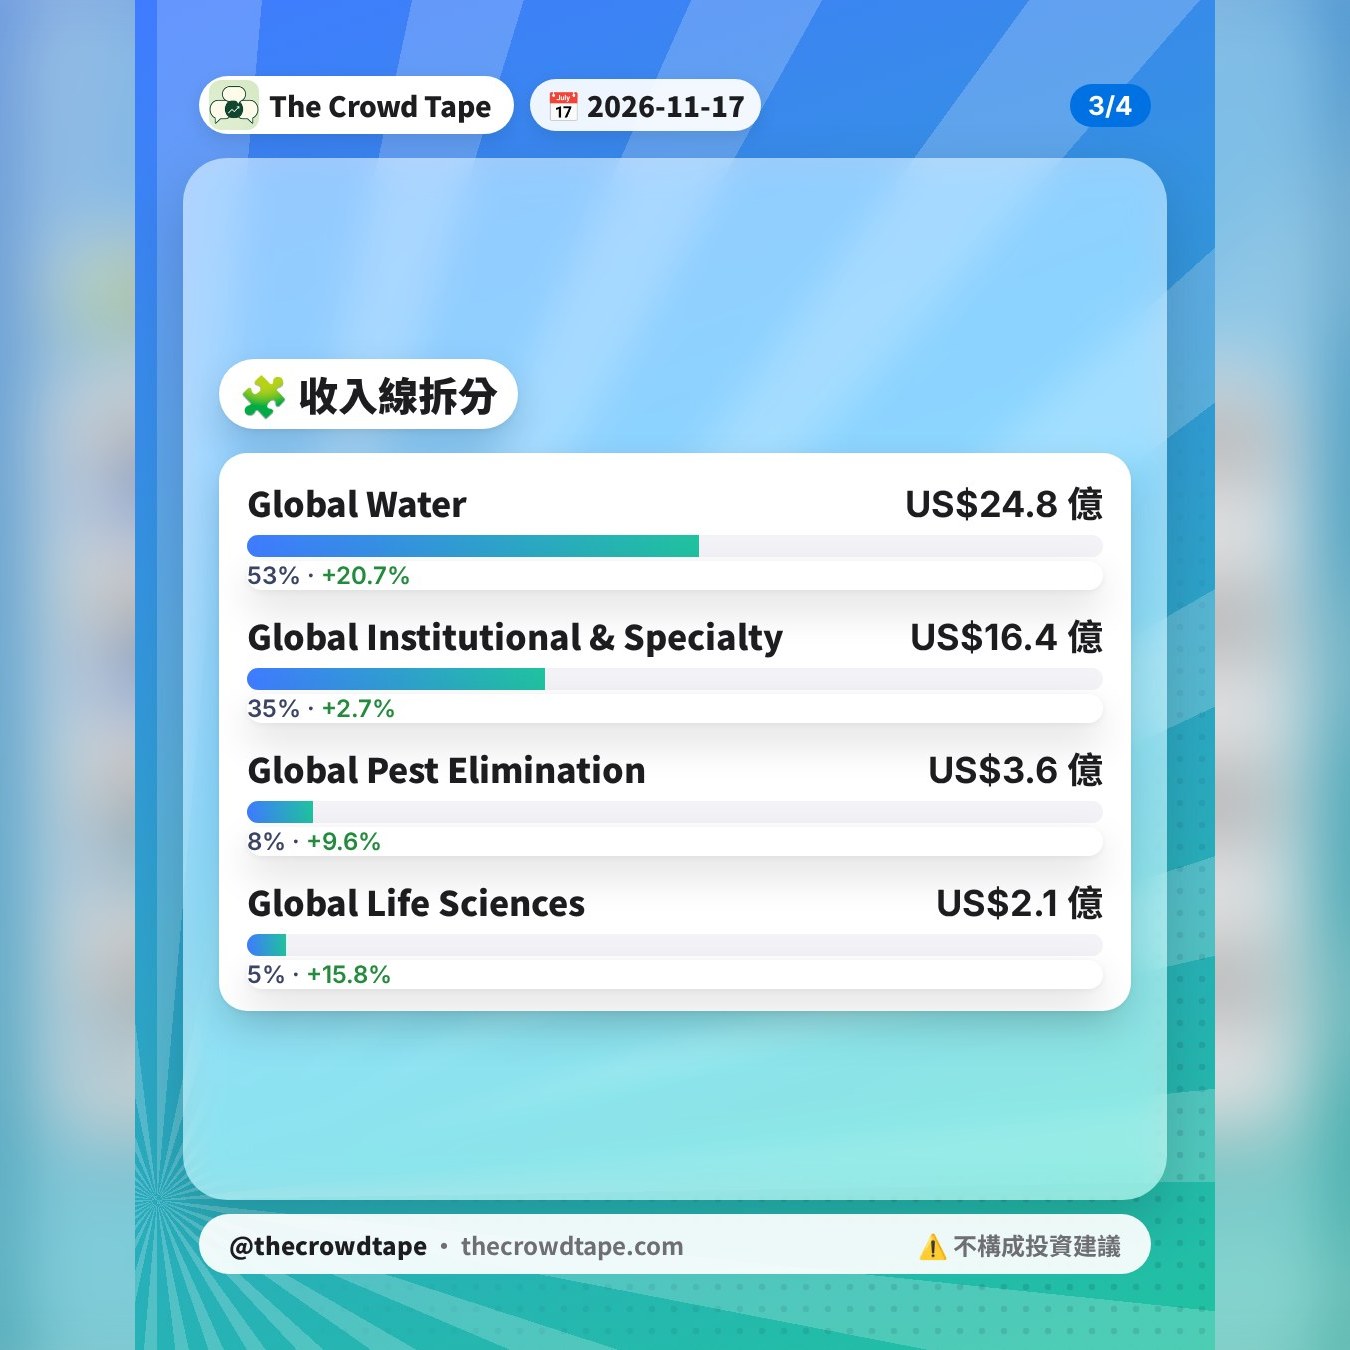 The Crowd Tape
📅 2026-11-17
3/4
🧩 收入線拆分
Global Water US$24.8 億
53% · +20.7%
Global Institutional & Specialty US$16.4 億
35% · +2.7%
Global Pest Elimination US$3.6 億
8% · +9.6%
Global Life Sciences US$2.1 億
5% · +15.8%
@thecrowdtape • thecrowdtape.com ⚠️ 不構成投資建議